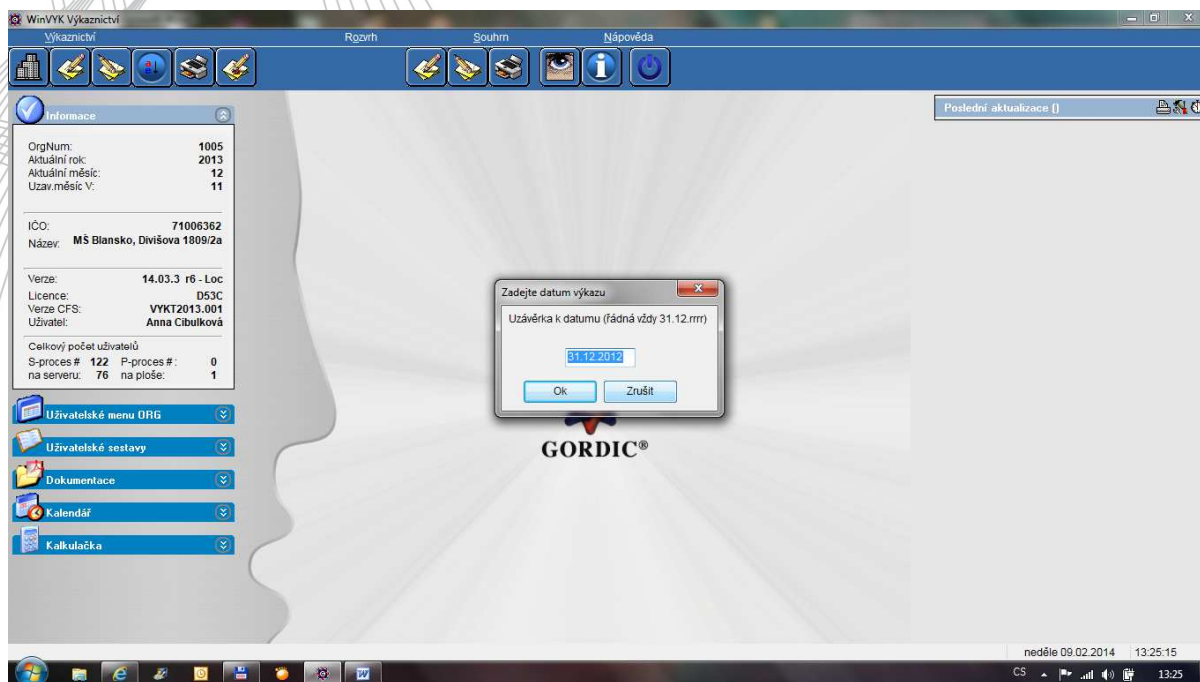 WinVYK Výkaznictví
Výkaznictví Rozvrh Souhrn Nápověda
Informace
OrgNum: 1005
Aktuální rok: 2013
Aktuální měsíc: 12
Uzav.měsíc V: 11
IČO: 71006362
Název: MŠ Blansko, Divišova 1809/2a
Verze: 14.03.3 r6 - Loc
Licence: D53C
Verze CFS: VYKT2013.001
Uživatel: Anna Cibulková
Celkový počet uživatelů
S-proces # 122 P-proces # : 0
na serveru: 76 na ploše: 1
Uživatelské menu ORG
Uživatelské sestavy
Dokumentace
Kalendář
Kalkulačka
Poslední aktualizace ()
Zadejte datum výkazu
Uzávěrka k datumu (řádná vždy 31.12.rrrr)
31.12.2012
Ok Zrušit
GORDIC®
neděle 09.02.2014 13:25:15
CS 13:25